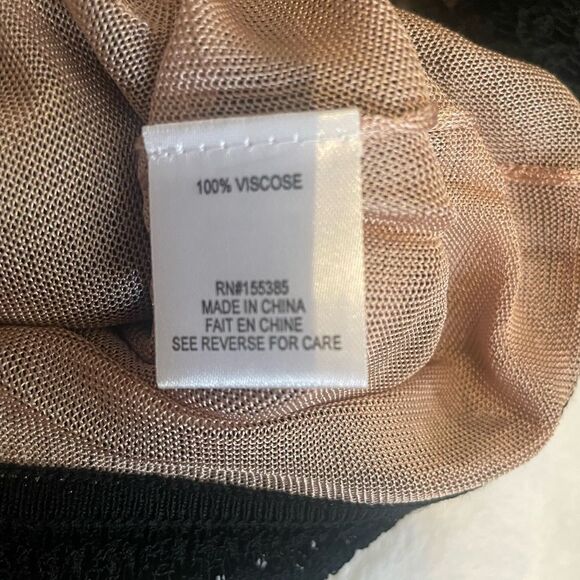 100% VISCOSE
RN#155385
MADE IN CHINA
FAIT EN CHINE
SEE REVERSE FOR CARE